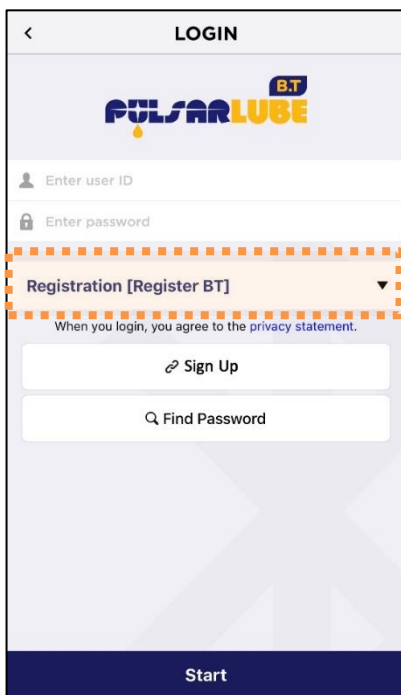 LOGIN
B.T
PULSARLUBE
Enter user ID
Enter password
Registration [Register BT]
When you login, you agree to the privacy statement.
Sign Up
Find Password
Start